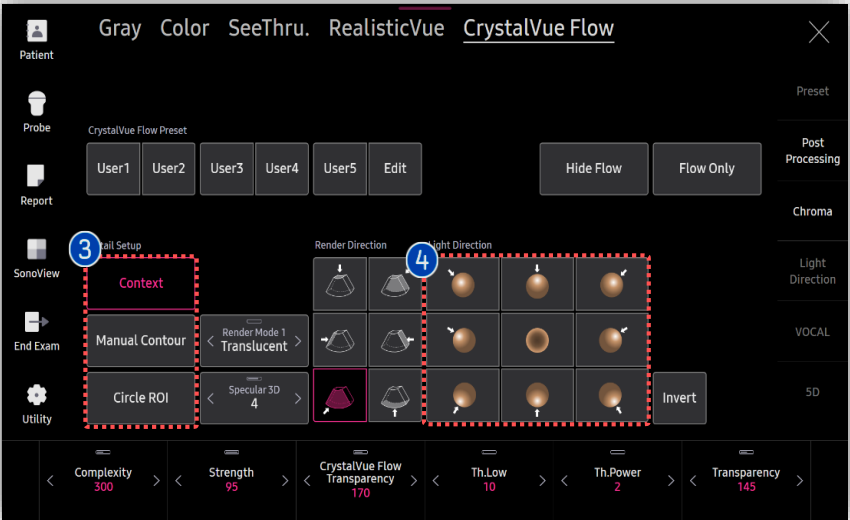 Gray Color SeeThru. RealisticVue CrystalVue Flow
Patient
Probe
Report
SonoView
End Exam
Utility
CrystalVue Flow Preset
User1 User2 User3 User4 User5 Edit Hide Flow Flow Only
3 tail Setup
Render Direction
4 ight Direction
Context
Manual Contour
Render Mode 1
Translucent
Circle ROI
Specular 3D
4
Invert
Preset
Post
Processing
Chroma
Light
Direction
VOCAL
5D
Complexity
300
Strength
95
CrystalVue Flow
Transparency
170
Th.Low
10
Th.Power
2
Transparency
145